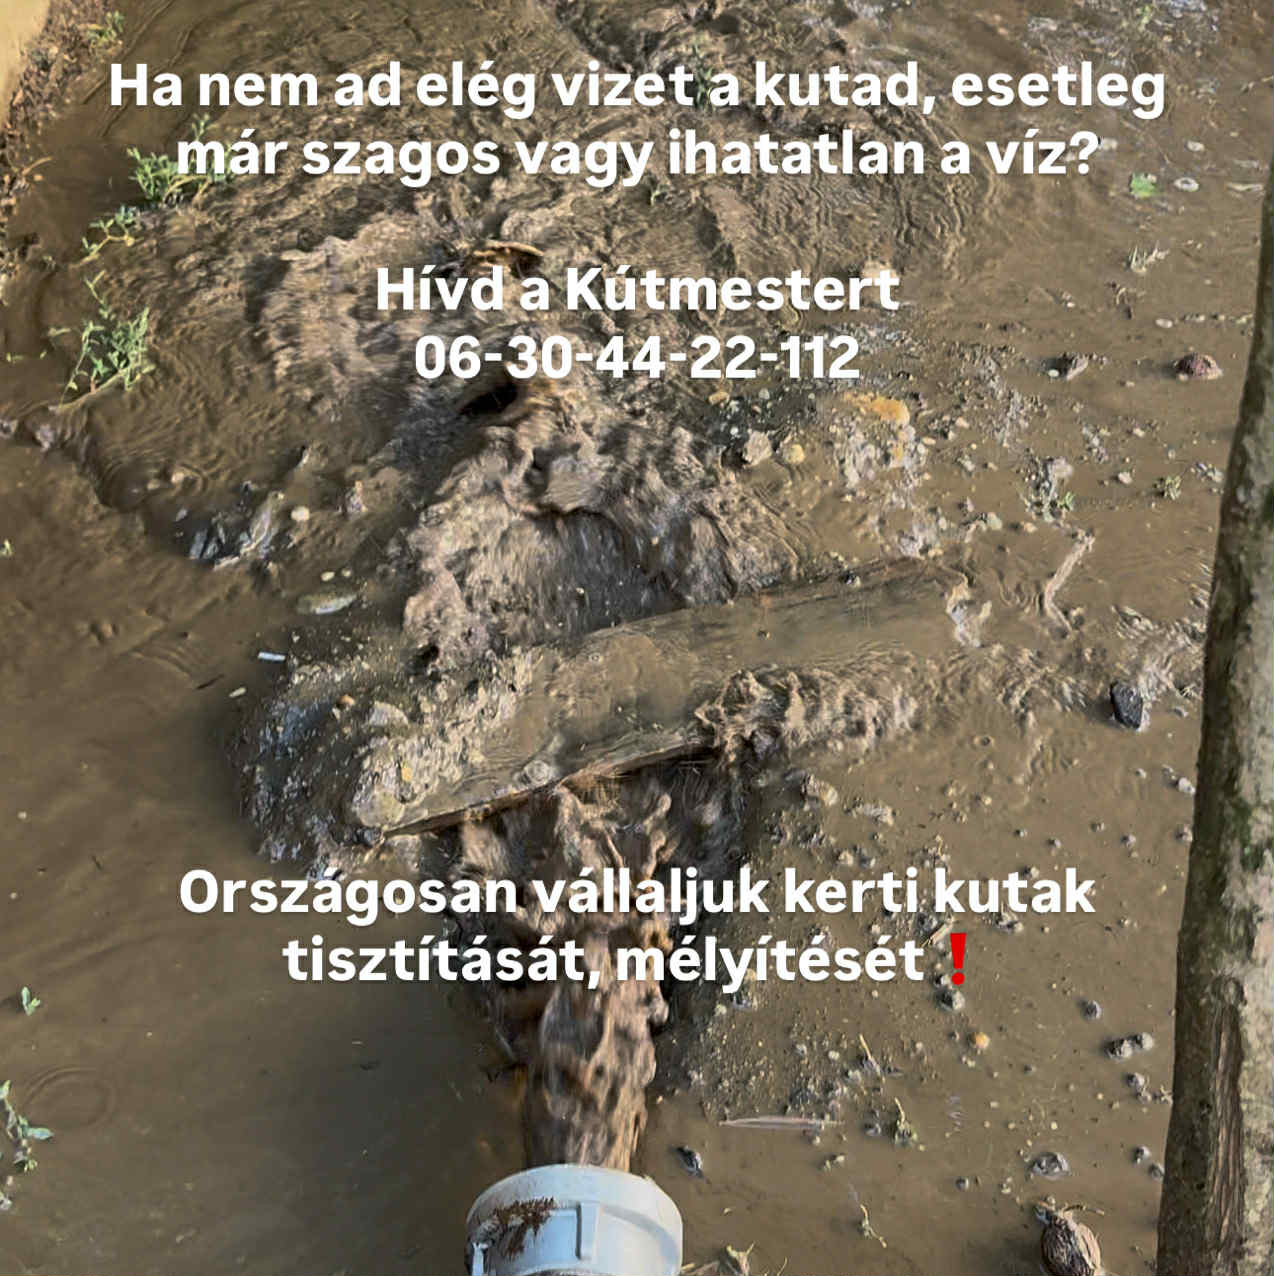 Ha nem ad elég vizet a kutad, esetleg
már szagos vagy ihatatlan a víz?
Hívd a Kútmestert
06-30-44-22-112
Országosan vállaljuk kerti kutak
tisztítását, mélyítését❗